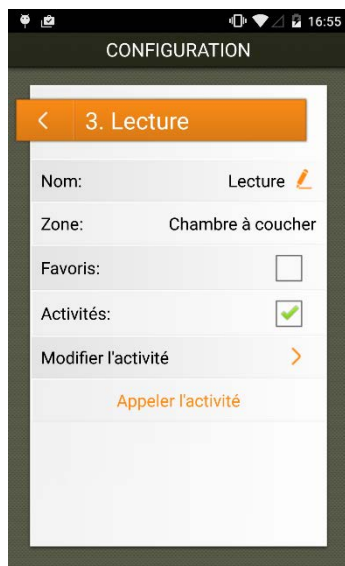 16:55
CONFIGURATION
3. Lecture
Nom: Lecture
Zone: Chambre à coucher
Favoris:
Activités:
Modifier l'activité
Appeler l'activité